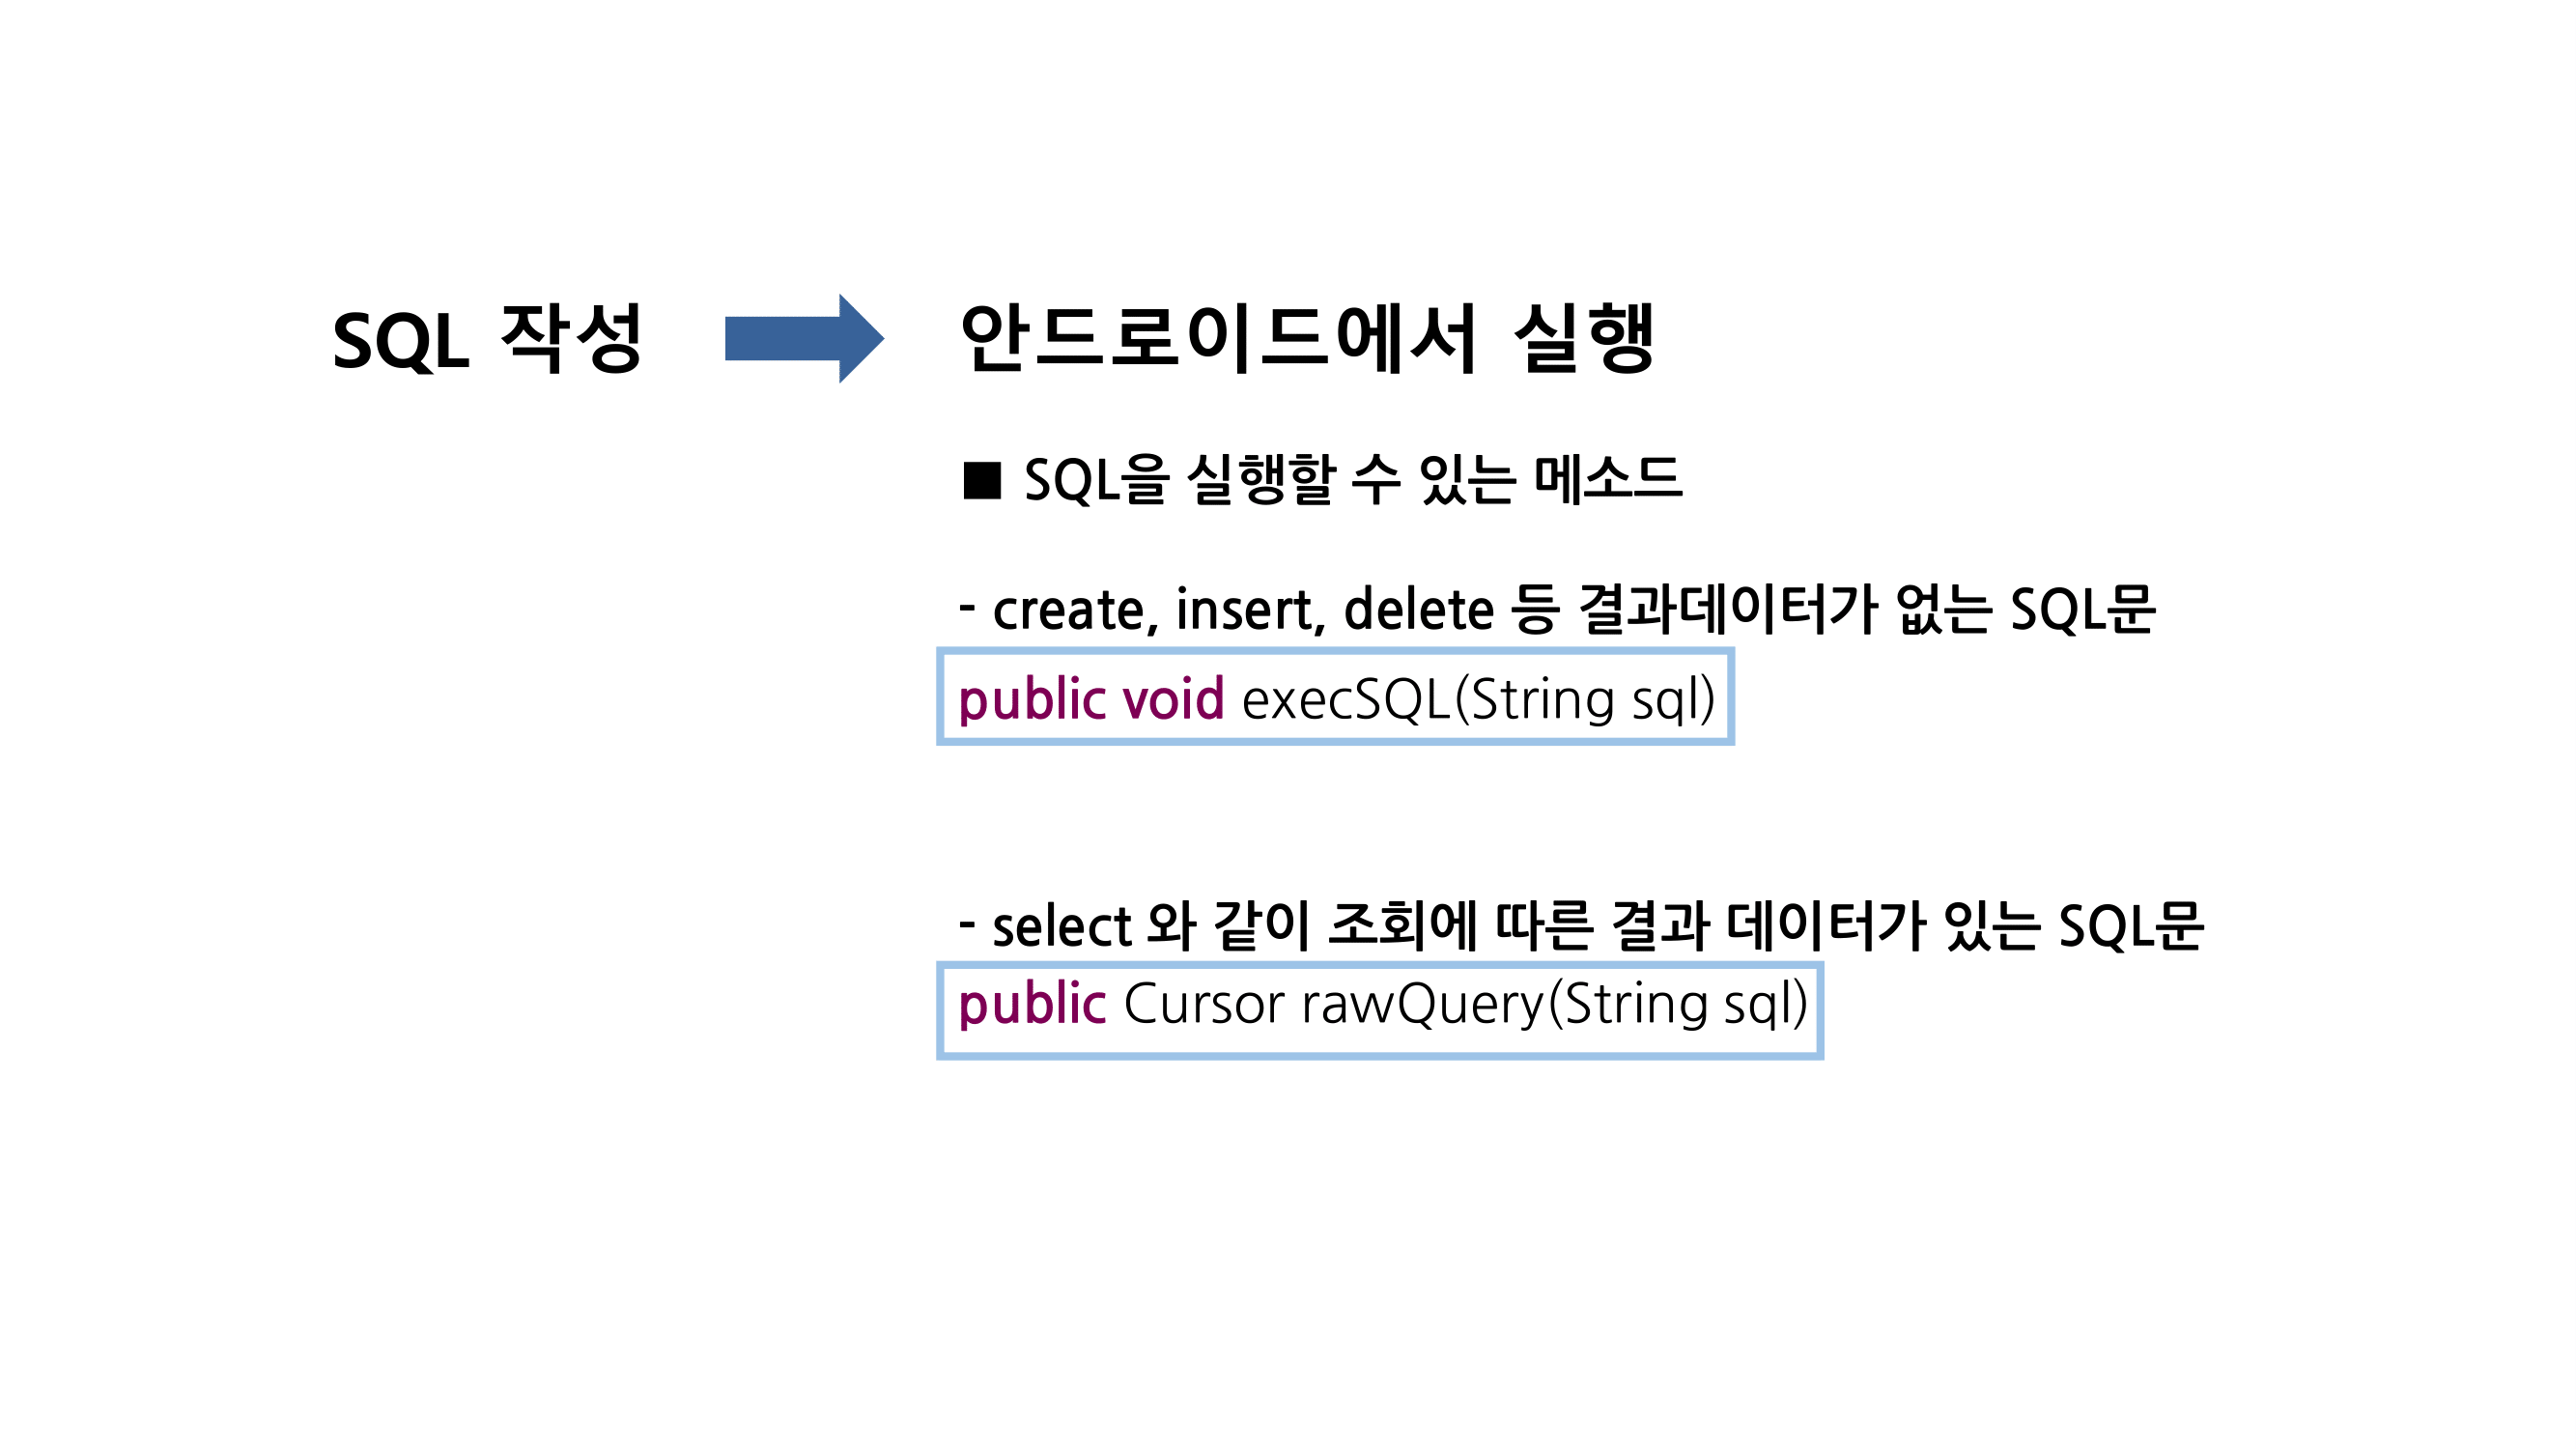 SQL 작성
안드로이드에서 실행
■ SQL을 실행할 수 있는 메소드
- create, insert, delete 등 결과데이터가 없는 SQL문
public void execSQL(String sql)
- select 와 같이 조회에 따른 결과 데이터가 있는 SQL문
public Cursor rawQuery(String sql)